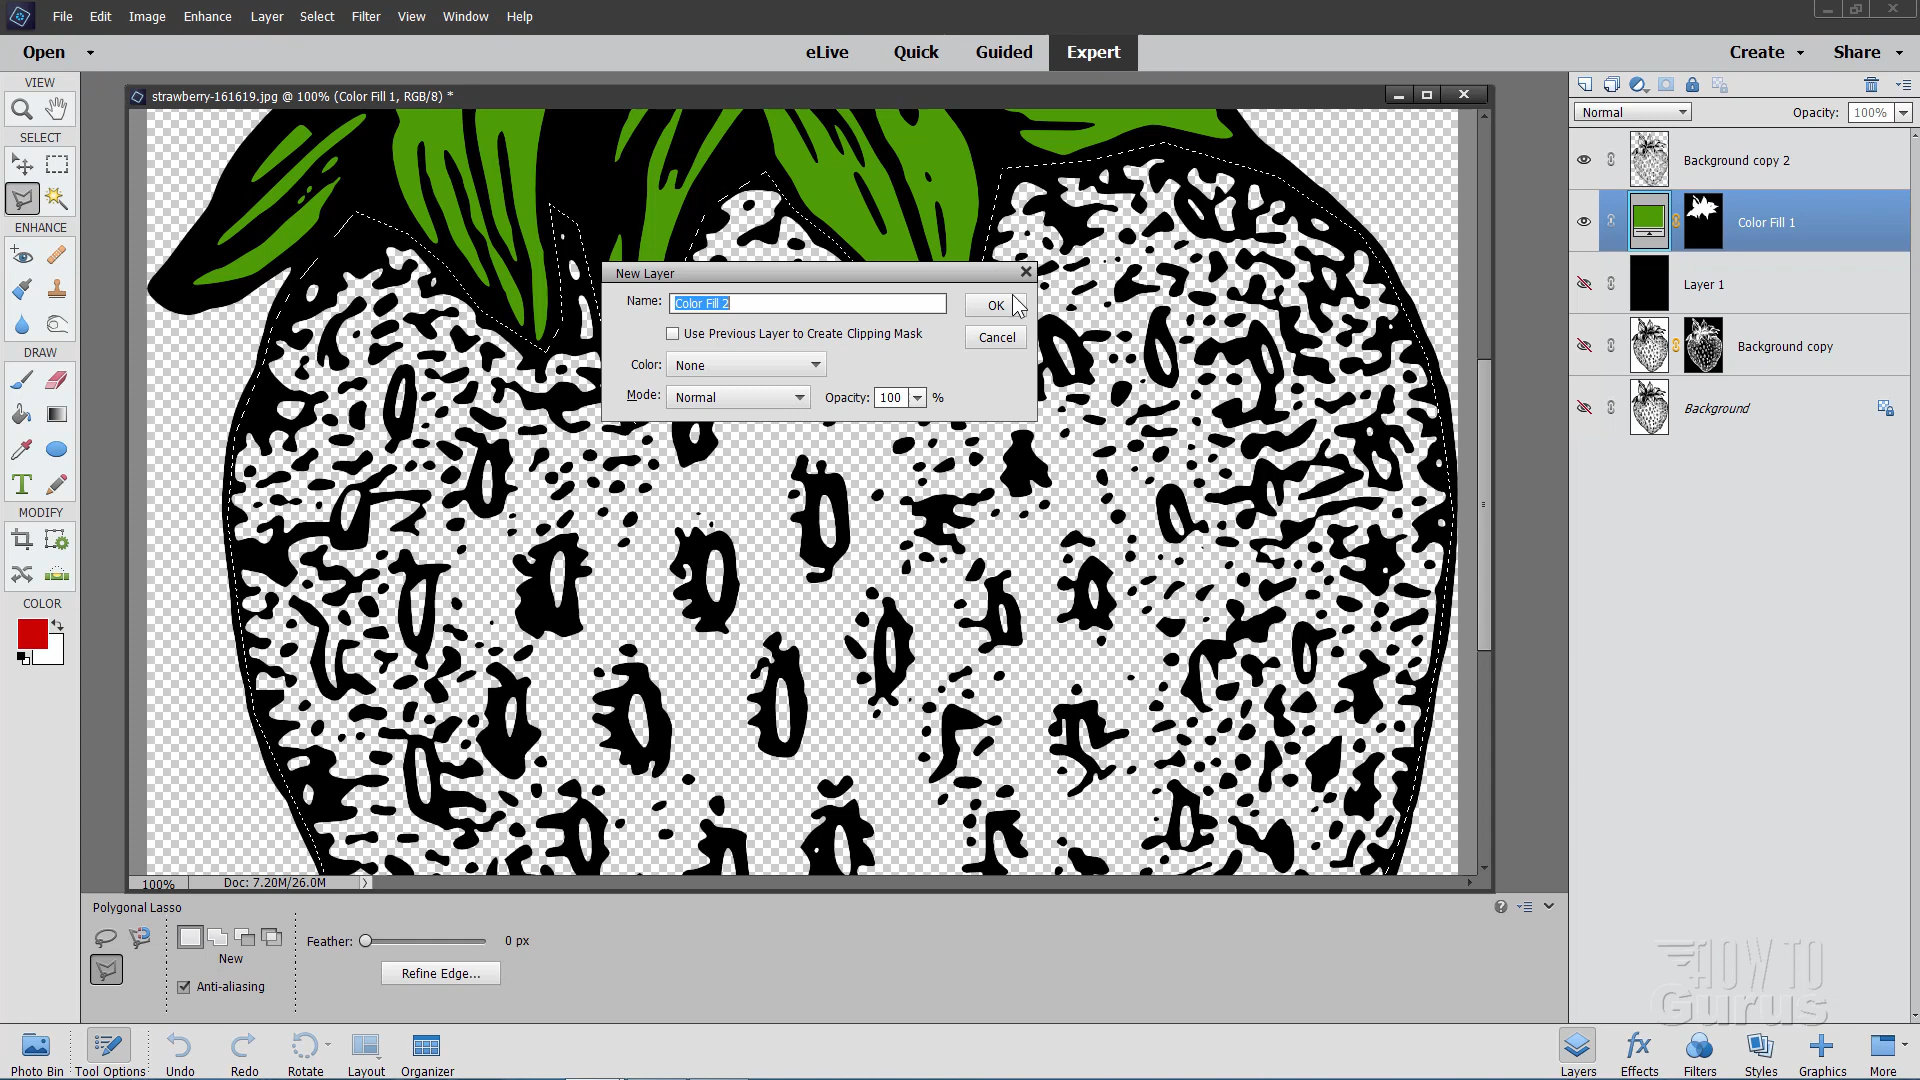 File Edit Image Enhance Layer Select Filter View Window Help
Open eLive Quick Guided Expert Create Share
VIEW
SELECT
ENHANCE
DRAW
MODIFY
COLOR
strawberry-161619.jpg @ 100% (Color Fill 1, RGB/8) *
New Layer
Name: Color Fill 2 OK
Use Previous Layer to Create Clipping Mask Cancel
Color: None
Mode: Normal Opacity: 100 %
Normal Opacity: 100%
Background copy 2
Color Fill 1
Layer 1
Background copy
Background
100% Doc: 7.20M/26.0M
Polygonal Lasso
New
Anti-aliasing
Feather: 0 px
Refine Edge...
HOW TO
Gurus
Photo Bin Tool Options Undo Redo Rotate Layout Organizer
Layers Effects Filters Styles Graphics More